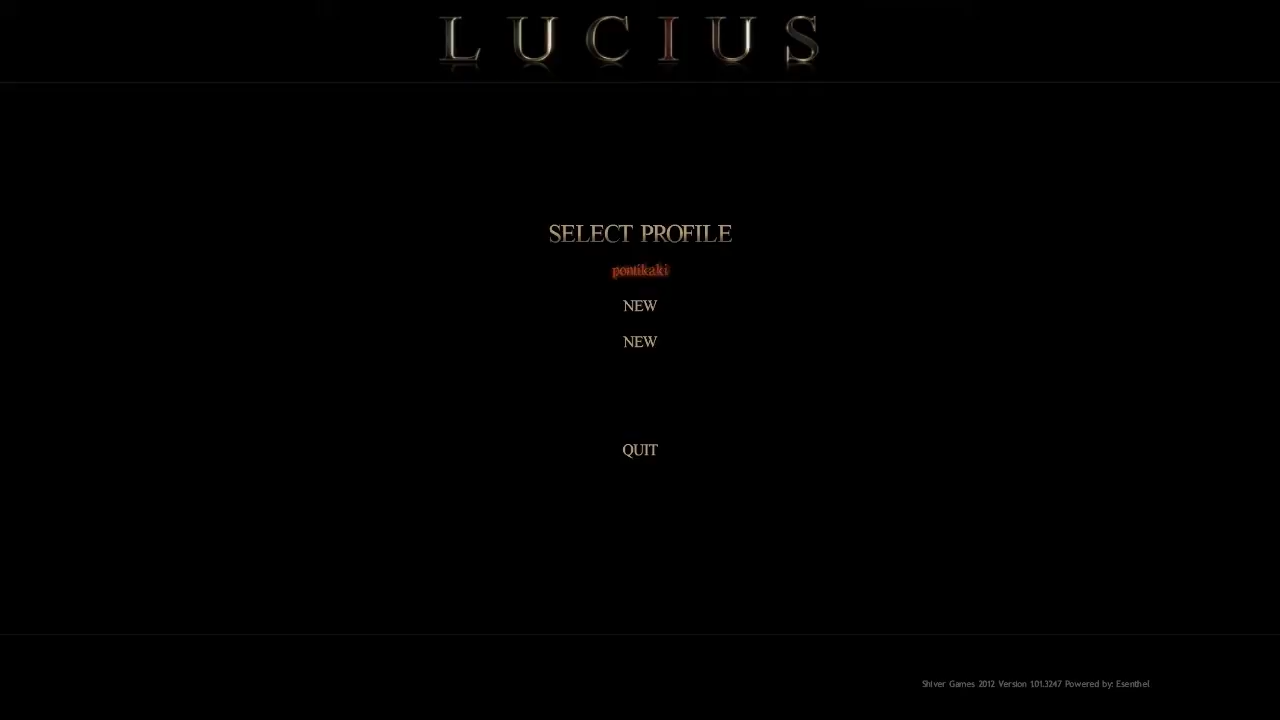 LUCIUS
SELECT PROFILE
pontikaki
NEW
NEW
QUIT
Shiver Games 2012 Version 1.01.3247 Powered by: Esenthel